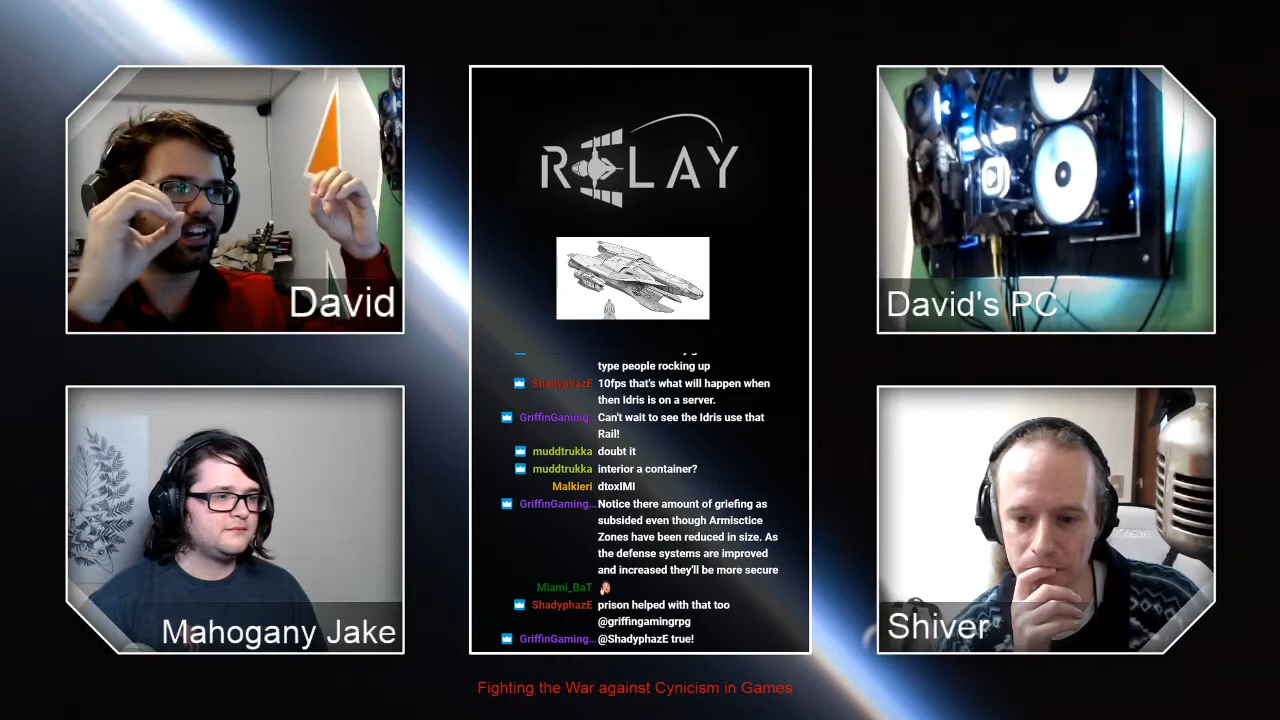 RELAY
David
David's PC
type people rocking up
ShadyphazE 10fps that's what will happen when
then Idris is on a server.
GriffinGaming... Can't wait to see the Idris use that
Rail!
muddtrukka doubt it
muddtrukka interior a container?
Malkieri dtoxIMI
GriffinGaming... Notice there amount of griefing as
subsided even though Armisctice
Zones have been reduced in size. As
the defense systems are improved
and increased they'll be more secure
Miami_BaT
ShadyphazE prison helped with that too
@griffingamingrpg
GriffinGaming... @ShadyphazE true!
Mahogany Jake
Shiver
Fighting the War against Cynicism in Games